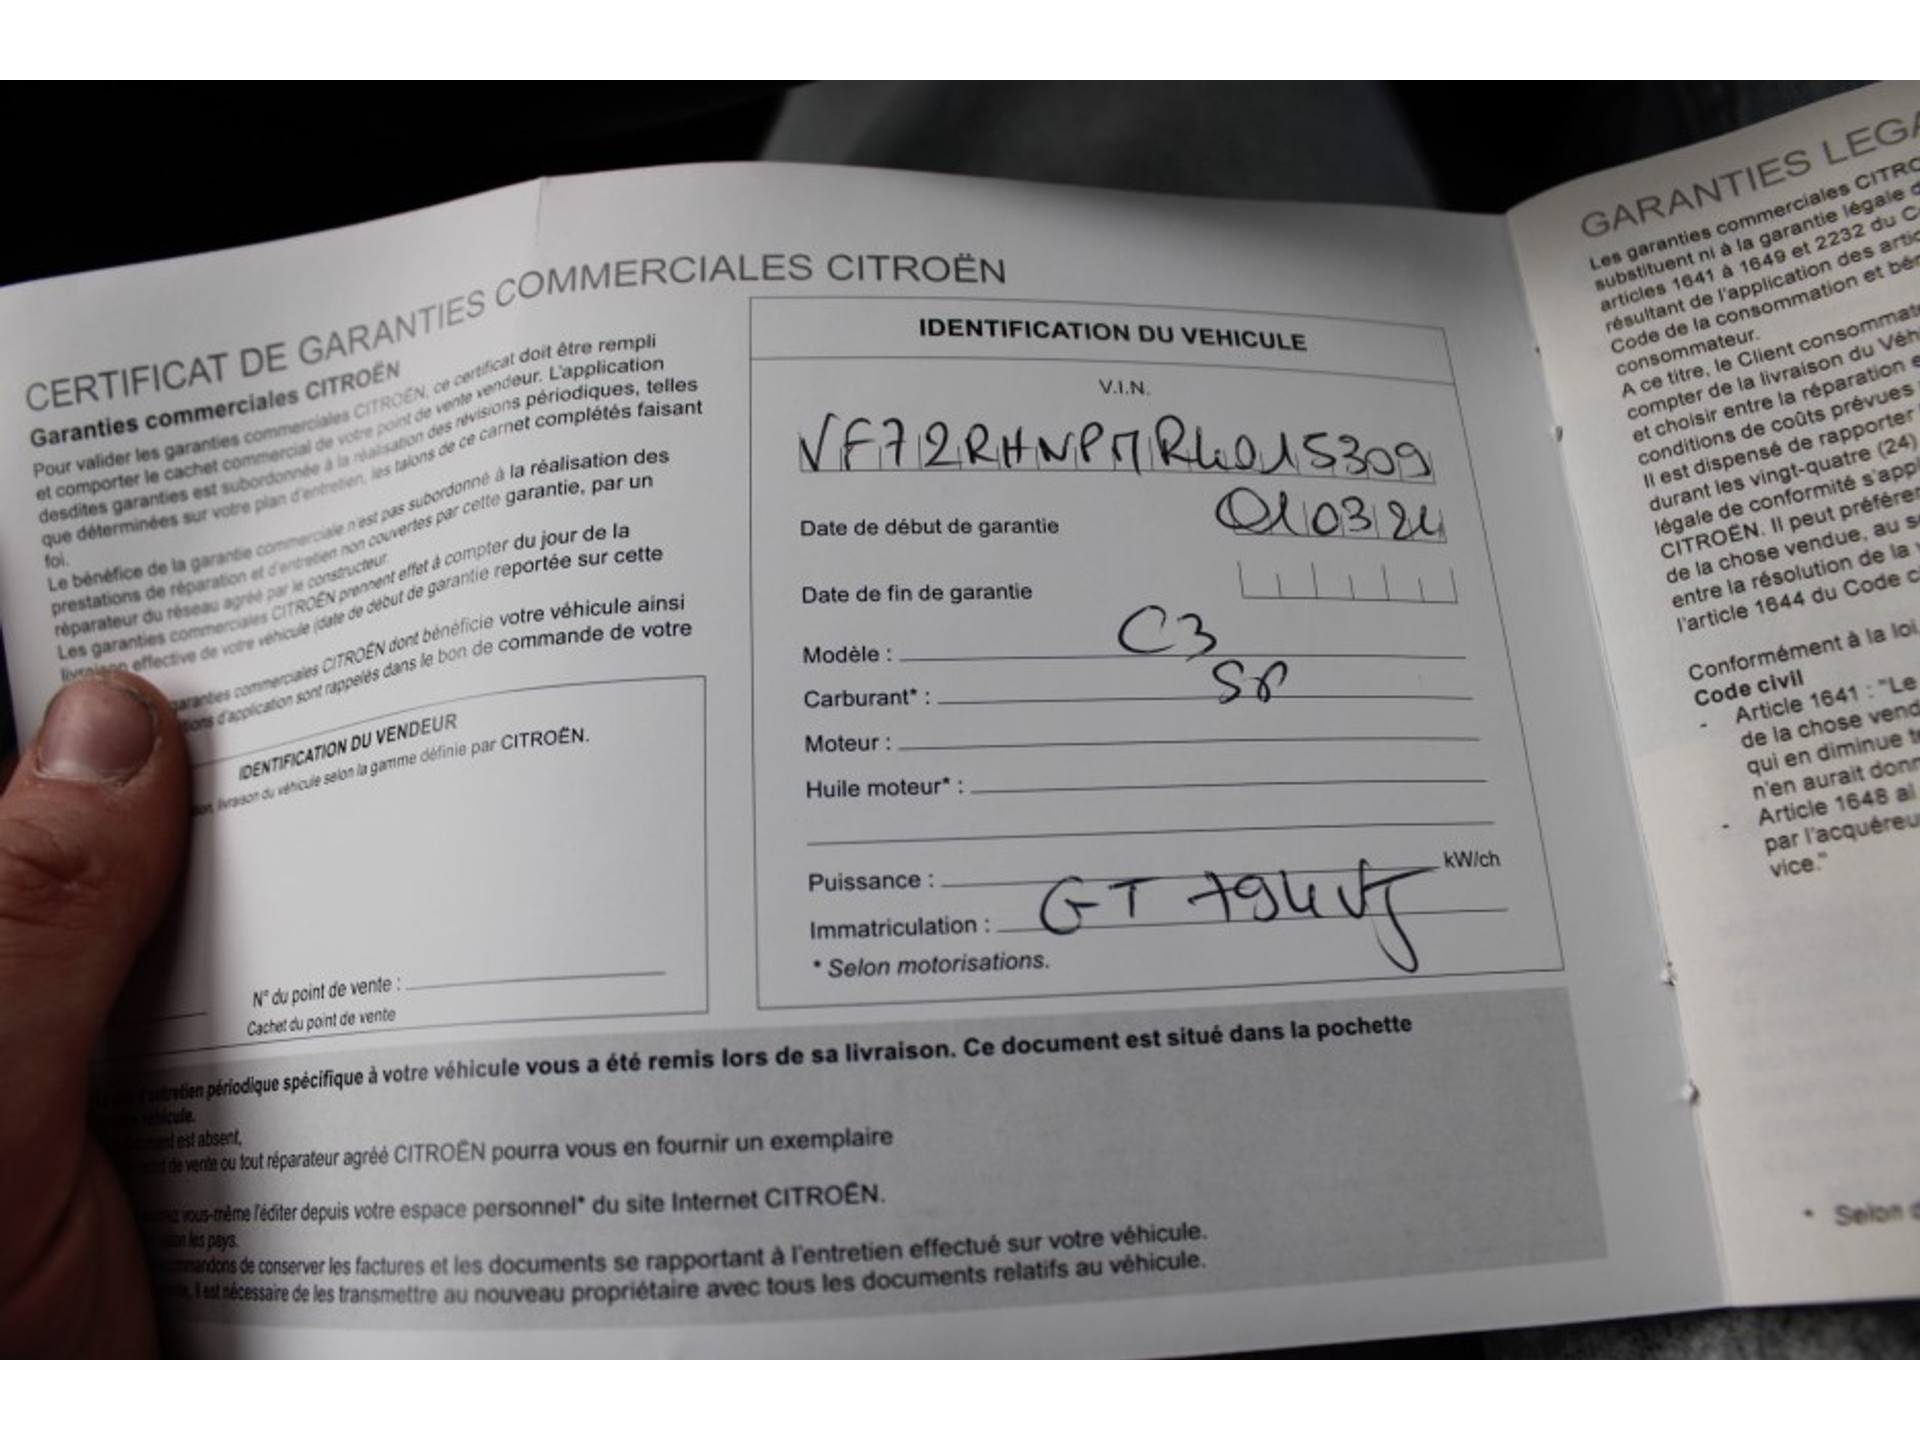 CERTIFICAT DE GARANTIES COMMERCIALES CITROËN
Garanties commerciales CITROËN
Pour valider les garanties commerciales CITROËN, ce certificat doit être rempli
et comporter le cachet commercial de votre point de vente vendeur. L'application
desdites garanties est subordonnée à la réalisation des révisions périodiques, telles
que déterminées sur votre plan d'entretien, les talons de ce carnet complétés faisant
foi.
Le bénéfice de la garantie commerciale n'est pas subordonné à la réalisation des
prestations de réparation et d'entretien non couvertes par cette garantie, par un
réparateur du réseau agréé par le constructeur.
Les garanties commerciales CITROËN prennent effet à compter du jour de la
livraison effective de votre véhicule (date de début de garantie reportée sur cette
garanties commerciales CITROËN dont bénéficie votre véhicule ainsi
d'application sont rappelés dans le bon de commande de votre
IDENTIFICATION DU VENDEUR
livraison du véhicule selon la gamme définie par CITROËN.
N° du point de vente :
Cachet du point de vente
IDENTIFICATION DU VEHICULE
V.I.N.
VF72RHNPMR4015309
Date de début de garantie 01 03 24
Date de fin de garantie
Modèle : C3
Carburant* : SP
Moteur :
Huile moteur* :
Puissance : kW/ch
Immatriculation : GT 794 VJ
* Selon motorisations.
entretien périodique spécifique à votre véhicule vous a été remis lors de sa livraison. Ce document est situé dans la pochette
véhicule.
est absent,
de vente ou tout réparateur agréé CITROËN pourra vous en fournir un exemplaire
vous-même l'éditer depuis votre espace personnel* du site Internet CITROËN.
les pays.
de conserver les factures et les documents se rapportant à l'entretien effectué sur votre véhicule.
il est nécessaire de les transmettre au nouveau propriétaire avec tous les documents relatifs au véhicule.
GARANTIES LEGA
Les garanties commerciales CITRO
substituent ni à la garantie légale d
articles 1641 à 1649 et 2232 du C
résultant de l'application des artic
Code de la consommation et bén
consommateur.
A ce titre, le Client consommat
compter de la livraison du Véh
et choisir entre la réparation e
conditions de coûts prévues
Il est dispensé de rapporter
durant les vingt-quatre (24)
légale de conformité s'appl
CITROËN. Il peut préférer
de la chose vendue, au s
entre la résolution de la
l'article 1644 du Code c
Conformément à la loi,
Code civil
- Article 1641 : "Le
de la chose vend
qui en diminue t
n'en aurait donn
- Article 1648 al
par l'acquéreu
vice."
* Selon